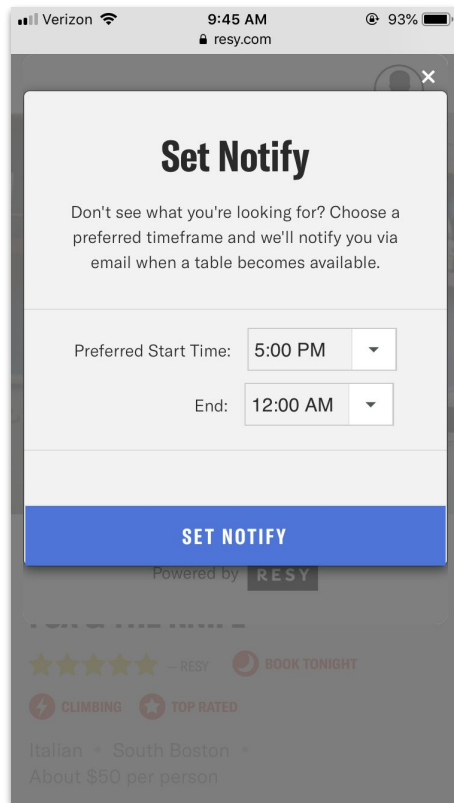 Verizon 9:45 AM 93%
resy.com
×
Set Notify
Don't see what you're looking for? Choose a
preferred timeframe and we'll notify you via
email when a table becomes available.
Preferred Start Time: 5:00 PM
End: 12:00 AM
SET NOTIFY
Powered by RESY
FOX & THE KNIFE
– RESY BOOK TONIGHT
CLIMBING TOP RATED
Italian • South Boston •
About $50 per person